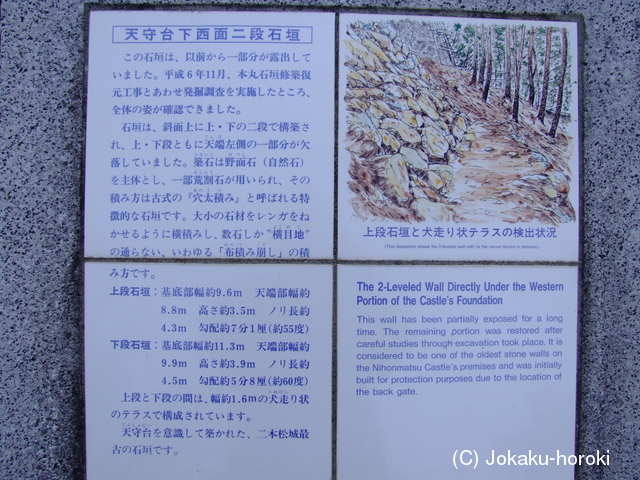 天守台下西面二段石垣
この石垣は、以前から一部分が露出して
いました。平成6年11月、本丸石垣修築復
元工事とあわせ発掘調査を実施したところ、
全体の姿が確認できました。
石垣は、斜面上に上・下の二段で構築さ
れ、上・下段ともに天端左側の一部分が欠
落していました。築石は野面石（自然石）
を主体とし、一部荒割石が用いられ、その
積み方は古式の『穴太積み』と呼ばれる特
徴的な石垣です。大小の石材をレンガをね
かせるように横積みし、数石しか〝横目地〟
の通らない、いわゆる「布積み崩し」の積
み方です。
上段石垣：基底部幅約9.6m 天端部幅約
8.8m 高さ約3.5m ノリ長約
4.3m 勾配約7分1厘(約55度)
下段石垣：基底部幅約11.3m 天端部幅約
9.9m 高さ約3.9m ノリ長約
4.5m 勾配約5分8厘(約60度)
上段と下段の間は、幅約1.6mの犬走り状
のテラスで構成されています。
天守台を意識して築かれた、二本松城最
古の石垣です。
上段石垣と犬走り状テラスの検出状況
(This illustration shows the 2-leveled wall with its flat narrow terrace in between.)
The 2-Leveled Wall Directly Under the Western
Portion of the Castle's Foundation
This wall has been partially exposed for a long
time. The remaining portion was restored after
careful studies through excavation took place. It is
considered to be one of the oldest stone walls on
the Nihonmatsu Castle's premises and was initially
built for protection purposes due to the location of
the back gate.
(C) Jokaku-horoki